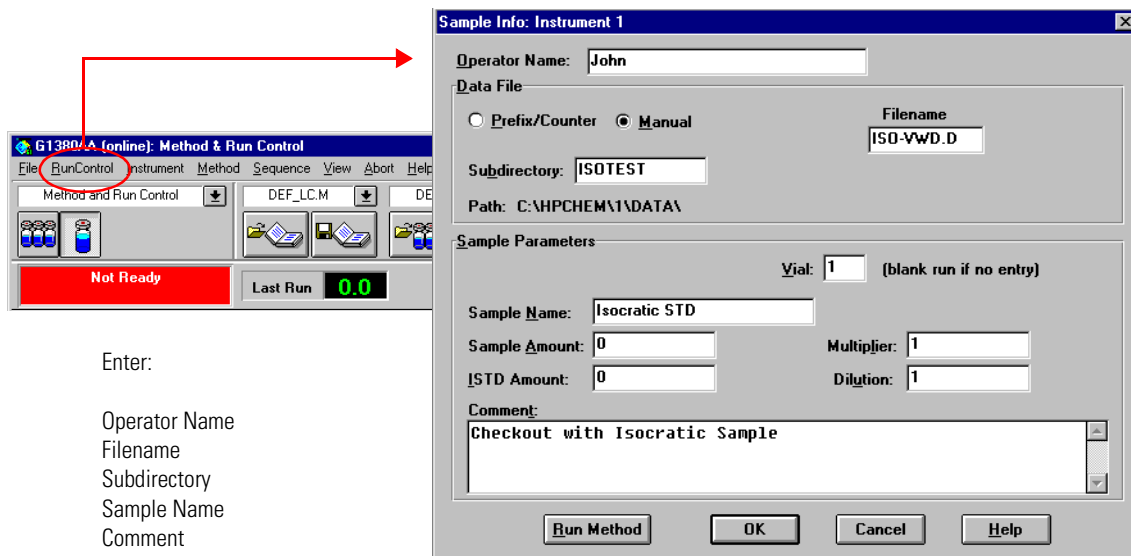 G1380AA (online): Method & Run Control
File RunControl Instrument Method Sequence View Abort Help
Method and Run Control DEF_LC.M DE
Not Ready
Last Run 0.0
Enter:
Operator Name
Filename
Subdirectory
Sample Name
Comment
Sample Info: Instrument 1
Operator Name: John
Data File
Prefix/Counter Manual
Filename
ISO-VWD.D
Subdirectory: ISOTEST
Path: C:\HPCHEM\1\DATA\
Sample Parameters
Vial: 1 (blank run if no entry)
Sample Name: Isocratic STD
Sample Amount: 0 Multiplier: 1
ISTD Amount: 0 Dilution: 1
Comment:
Checkout with Isocratic Sample
Run Method OK Cancel Help